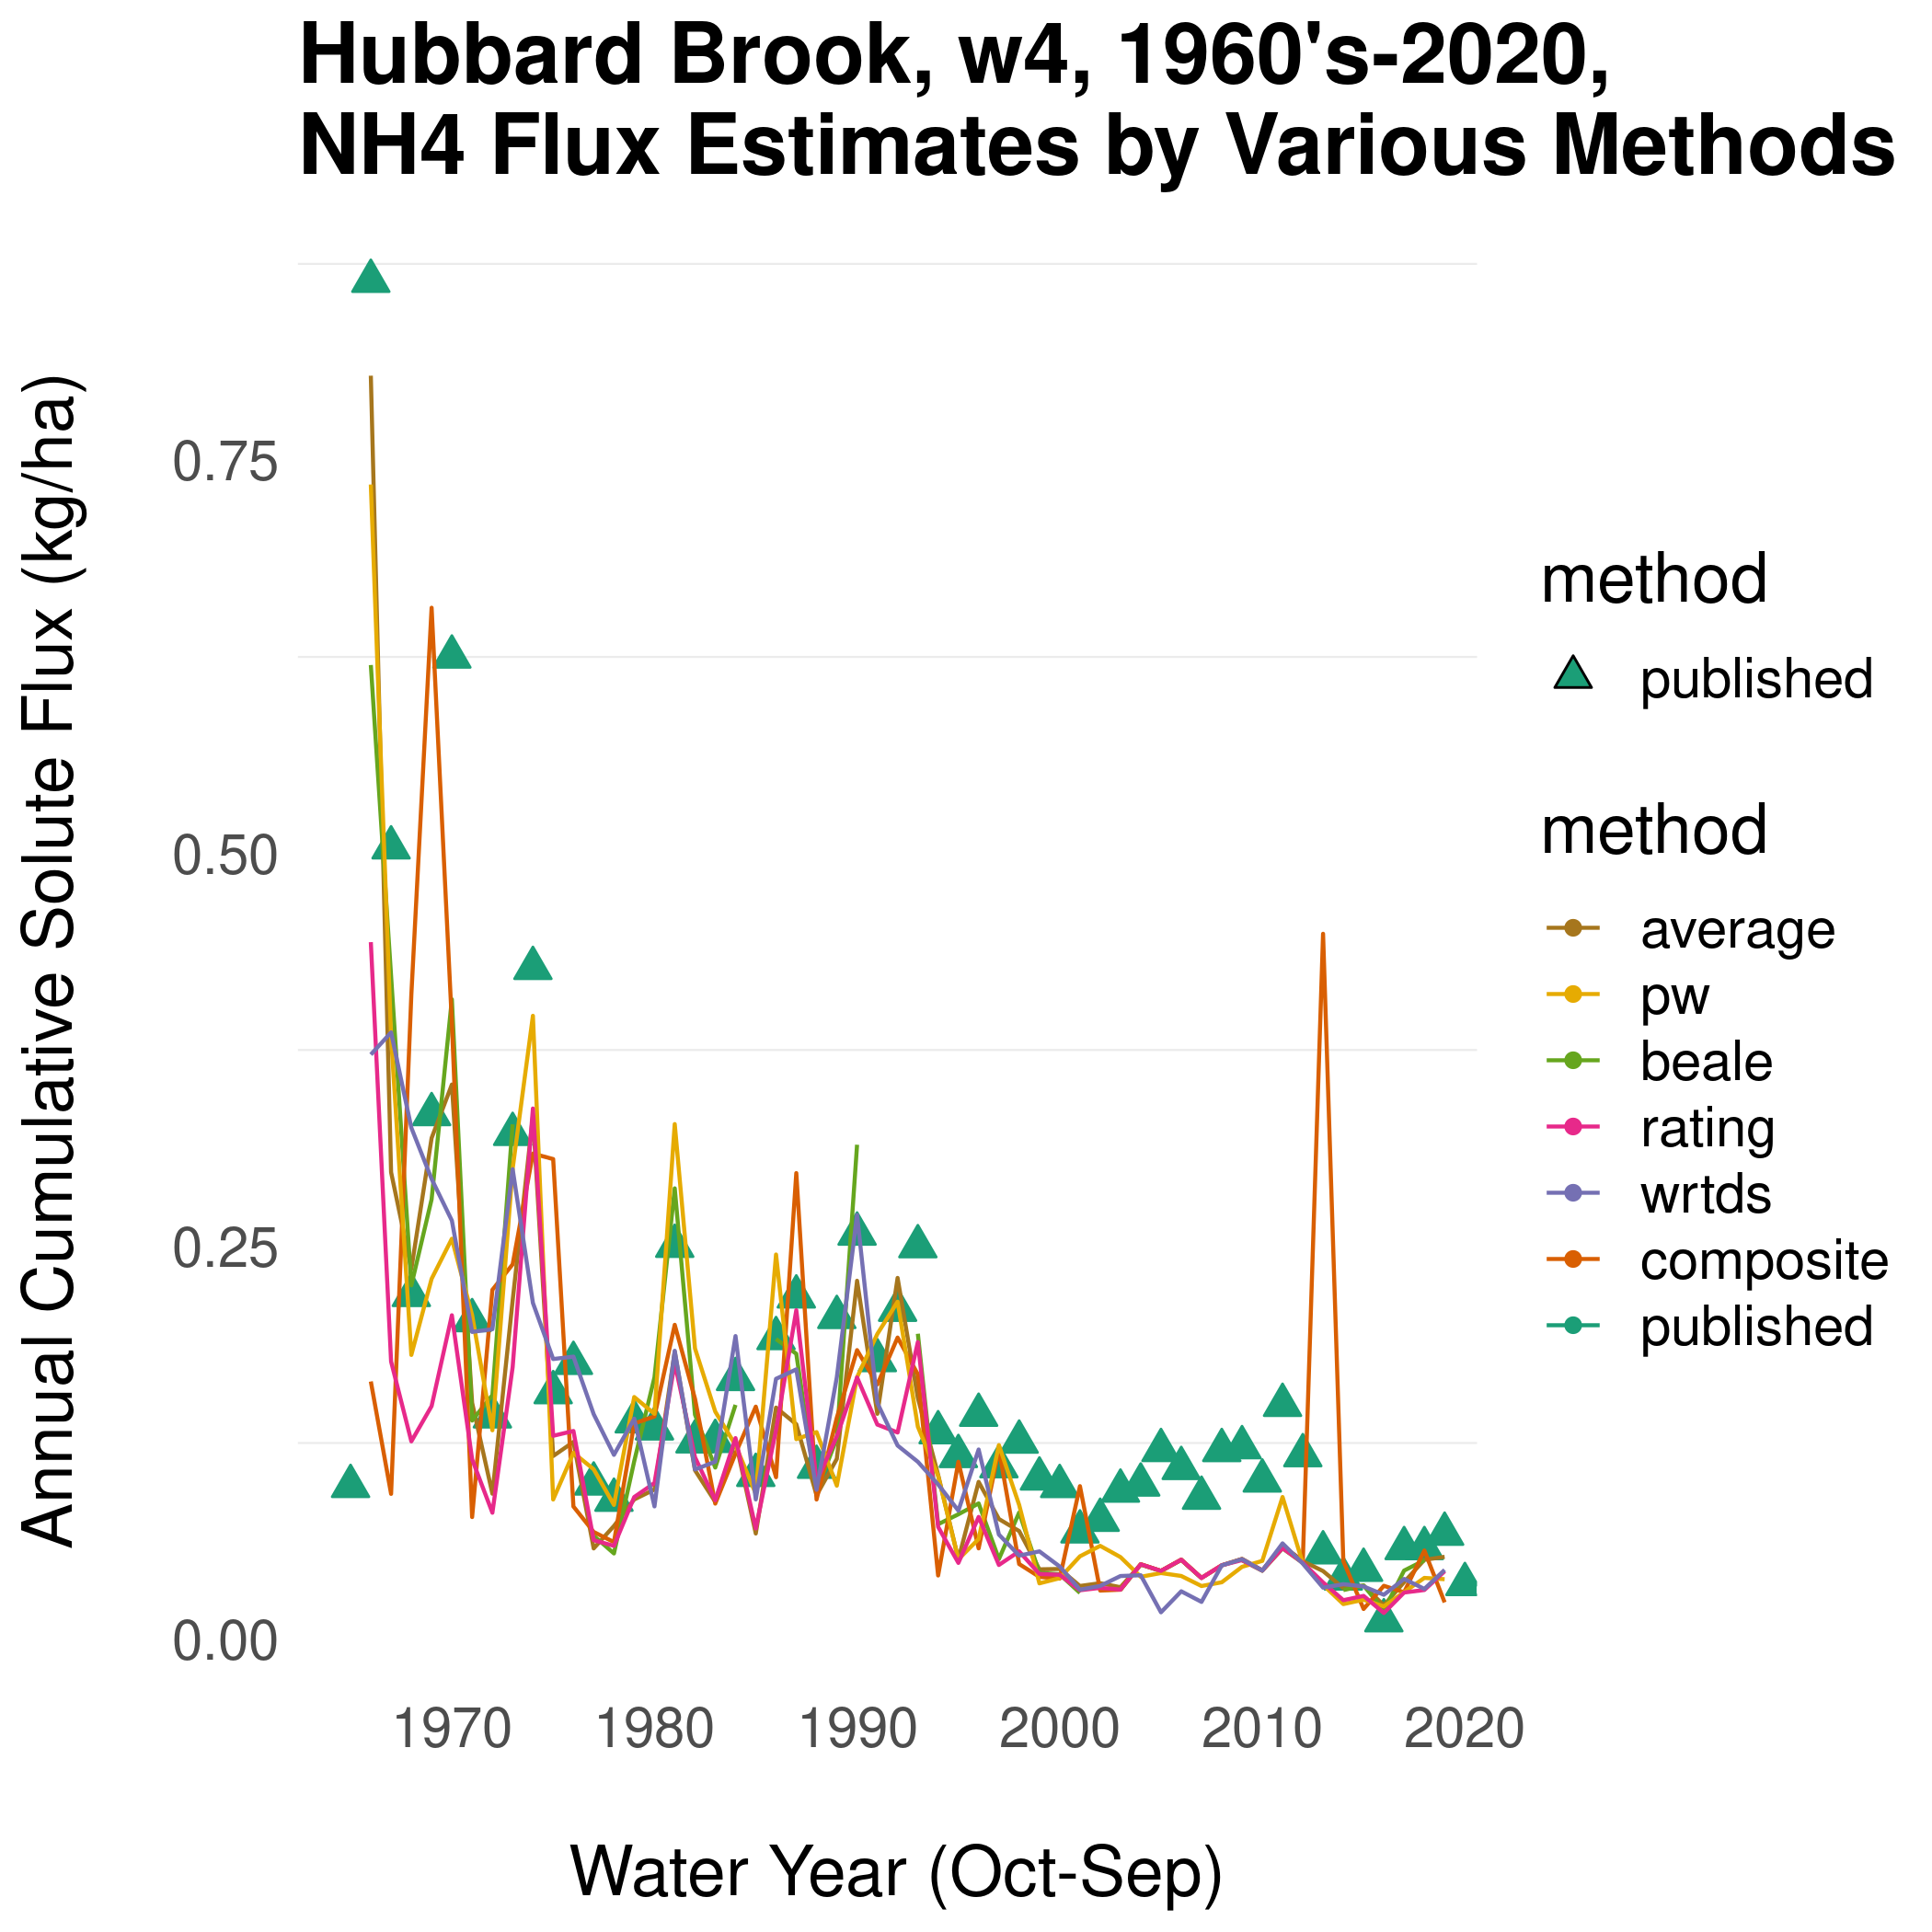 Hubbard Brook, w4, 1960's-2020,
NH4 Flux Estimates by Various Methods
Annual Cumulative Solute Flux (kg/ha)
0.75
0.50
0.25
0.00
1970 1980 1990 2000 2010 2020
Water Year (Oct-Sep)
method
published
method
average
pw
beale
rating
wrtds
composite
published